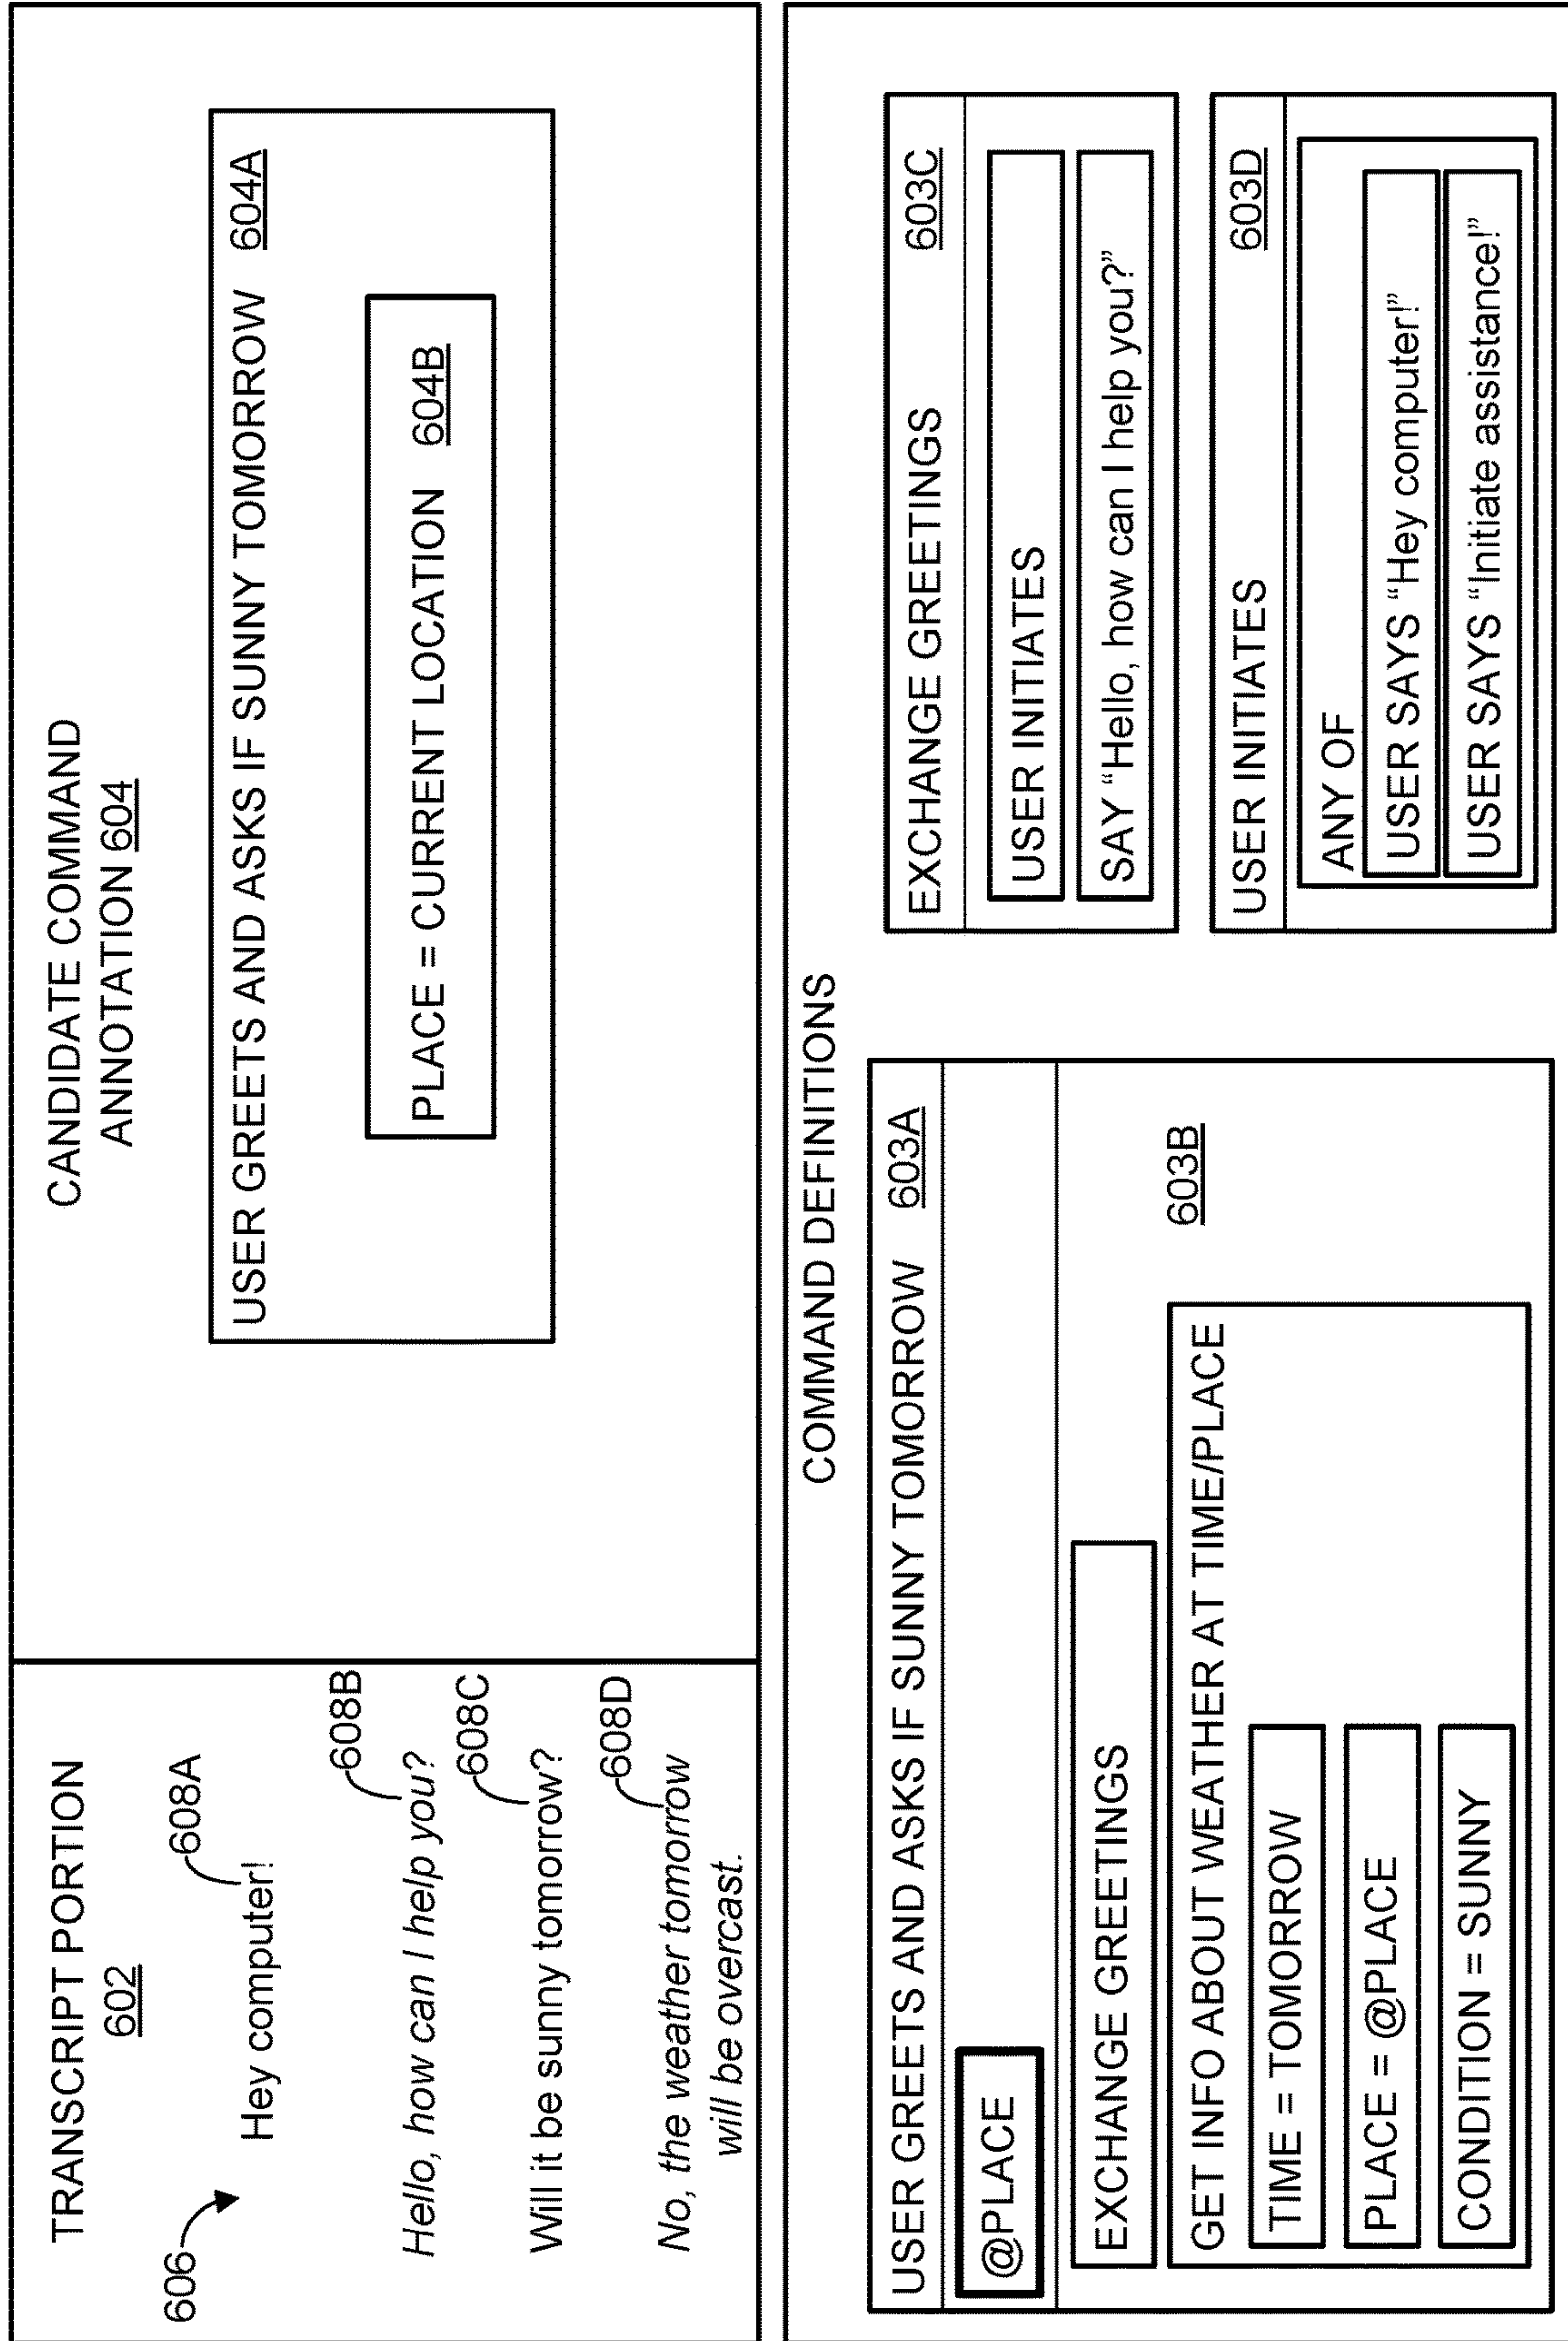 TRANSCRIPT PORTION
602
606
608A
Hey computer!
608B
Hello, how can I help you?
608C
Will it be sunny tomorrow?
608D
No, the weather tomorrow
will be overcast.
CANDIDATE COMMAND
ANNOTATION 604
USER GREETS AND ASKS IF SUNNY TOMORROW 604A
PLACE = CURRENT LOCATION 604B
COMMAND DEFINITIONS
USER GREETS AND ASKS IF SUNNY TOMORROW 603A
@PLACE
EXCHANGE GREETINGS
603B
GET INFO ABOUT WEATHER AT TIME/PLACE
TIME = TOMORROW
PLACE = @PLACE
CONDITION = SUNNY
EXCHANGE GREETINGS 603C
USER INITIATES
SAY “Hello, how can I help you?”
USER INITIATES 603D
ANY OF
USER SAYS “Hey computer!”
USER SAYS “Initiate assistance!”